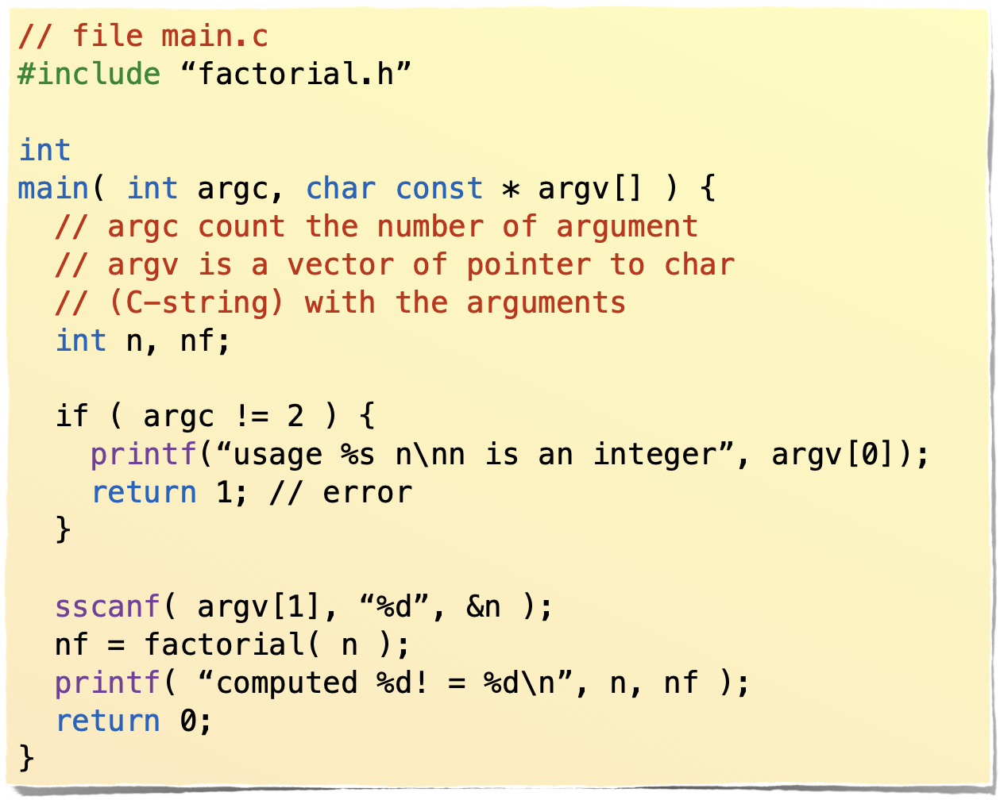 // file main.c
#include “factorial.h”
int
main( int argc, char const * argv[] ) {
// argc count the number of argument
// argv is a vector of pointer to char
// (C-string) with the arguments
int n, nf;
if ( argc != 2 ) {
printf(“usage %s n\nn is an integer”, argv[0]);
return 1; // error
}
sscanf( argv[1], “%d”, &n );
nf = factorial( n );
printf( “computed %d! = %d\n”, n, nf );
return 0;
}